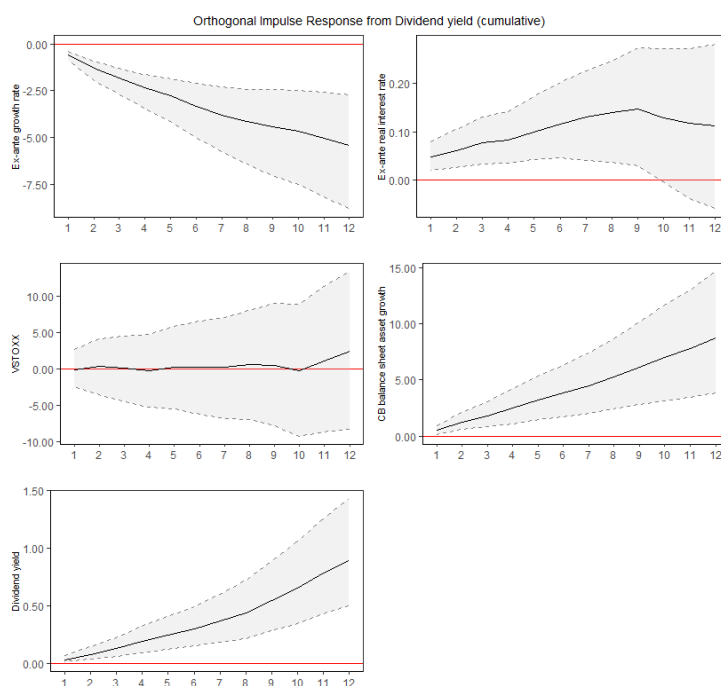 Orthogonal Impulse Response from Dividend yield (cumulative)
Ex-ante growth rate
0.00
-2.50
-5.00
-7.50
1 2 3 4 5 6 7 8 9 10 11 12
Ex-ante real interest rate
0.20
0.10
0.00
1 2 3 4 5 6 7 8 9 10 11 12
VSTOXX
10.00
5.00
0.00
-5.00
-10.00
1 2 3 4 5 6 7 8 9 10 11 12
CB balance sheet asset growth
15.00
10.00
5.00
0.00
1 2 3 4 5 6 7 8 9 10 11 12
Dividend yield
1.50
1.00
0.50
0.00
1 2 3 4 5 6 7 8 9 10 11 12